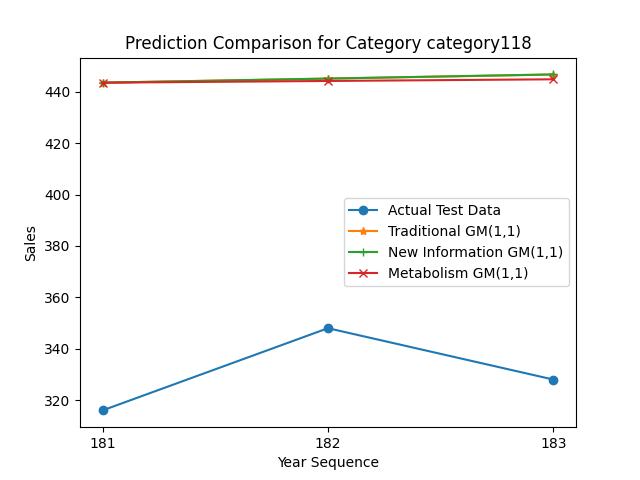 Prediction Comparison for Category category118
Sales
440
420
400
380
360
340
320
Actual Test Data
Traditional GM(1,1)
New Information GM(1,1)
Metabolism GM(1,1)
181
182
183
Year Sequence